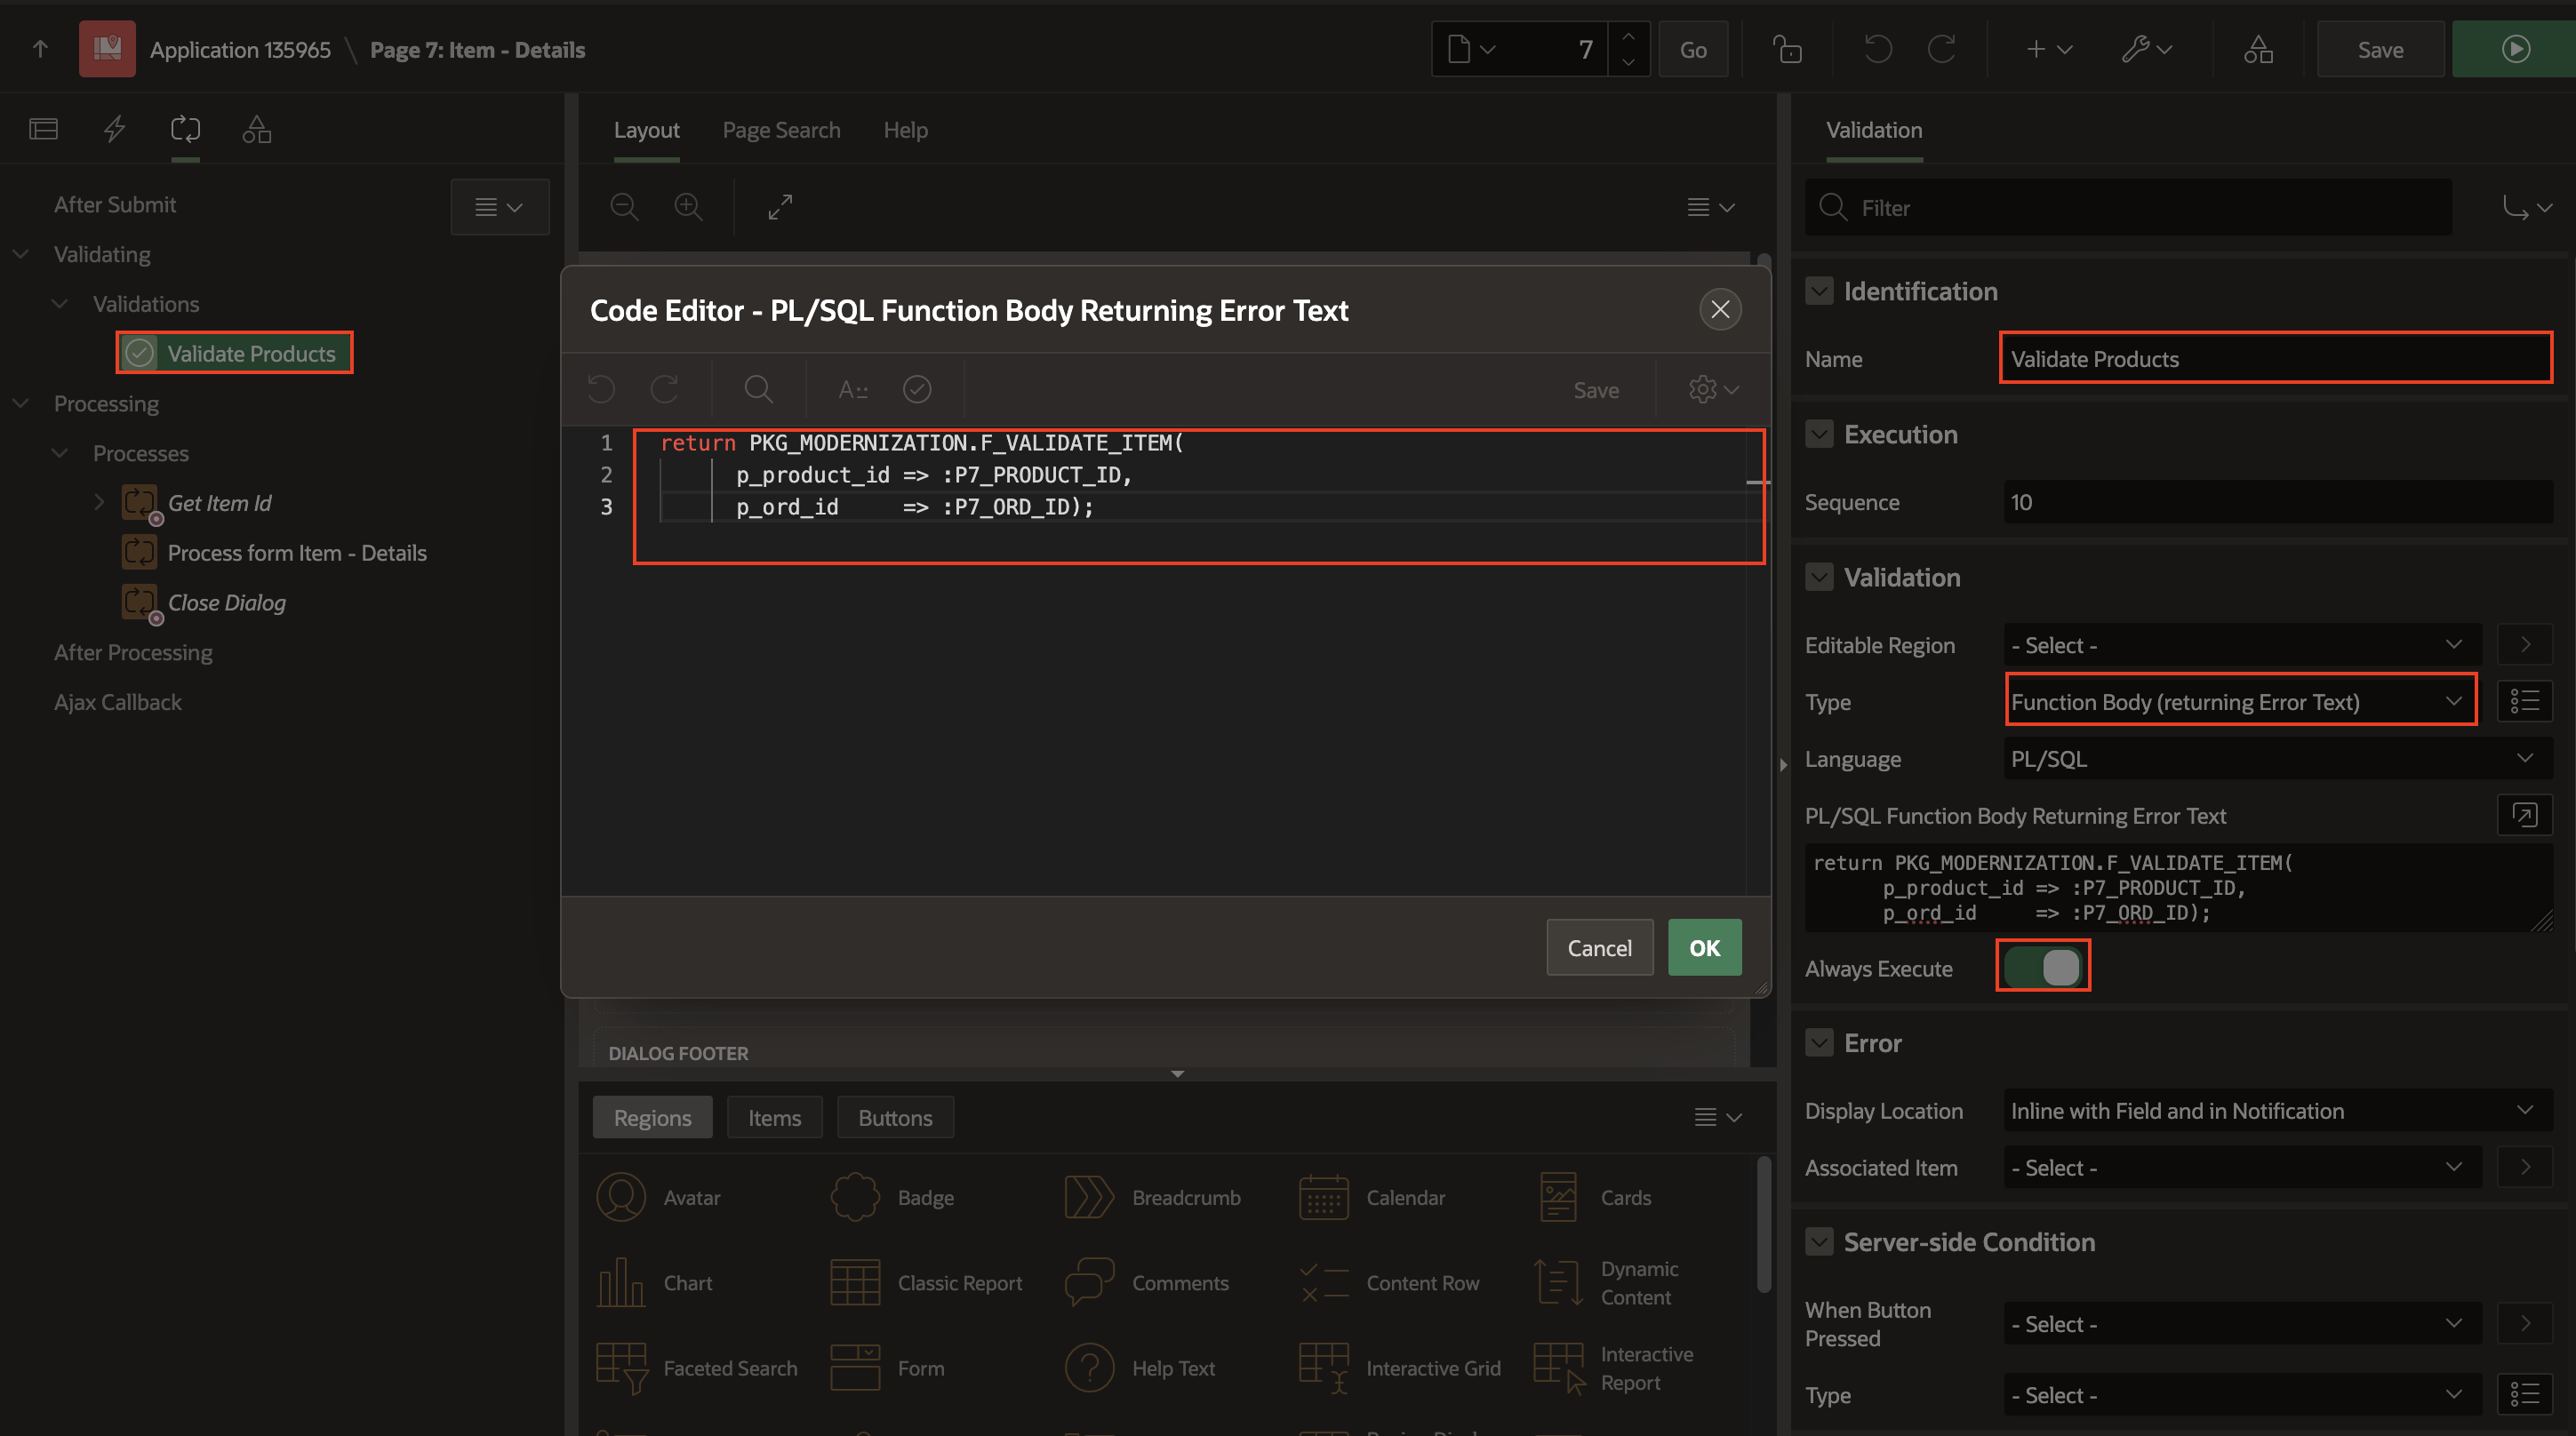 Application 135965 \ Page 7: Item - Details
7
Go
Save
After Submit
Validating
Validations
Validate Products
Processing
Processes
Get Item Id
Process form Item - Details
Close Dialog
After Processing
Ajax Callback
Layout
Page Search
Help
Code Editor - PL/SQL Function Body Returning Error Text
A
Save
1 return PKG_MODERNIZATION.F_VALIDATE_ITEM(
2 p_product_id => :P7_PRODUCT_ID,
3 p_ord_id => :P7_ORD_ID);
Cancel
OK
DIALOG FOOTER
Regions
Items
Buttons
Avatar
Badge
Breadcrumb
Calendar
Cards
Chart
Classic Report
Comments
Content Row
Dynamic
Content
Faceted Search
Form
Help Text
Interactive Grid
Interactive
Report
Validation
Filter
Identification
Name
Validate Products
Execution
Sequence
10
Validation
Editable Region
- Select -
Type
Function Body (returning Error Text)
Language
PL/SQL
PL/SQL Function Body Returning Error Text
return PKG_MODERNIZATION.F_VALIDATE_ITEM(
p_product_id => :P7_PRODUCT_ID,
p_ord_id => :P7_ORD_ID);
Always Execute
Error
Display Location
Inline with Field and in Notification
Associated Item
- Select -
Server-side Condition
When Button
Pressed
- Select -
Type
- Select -